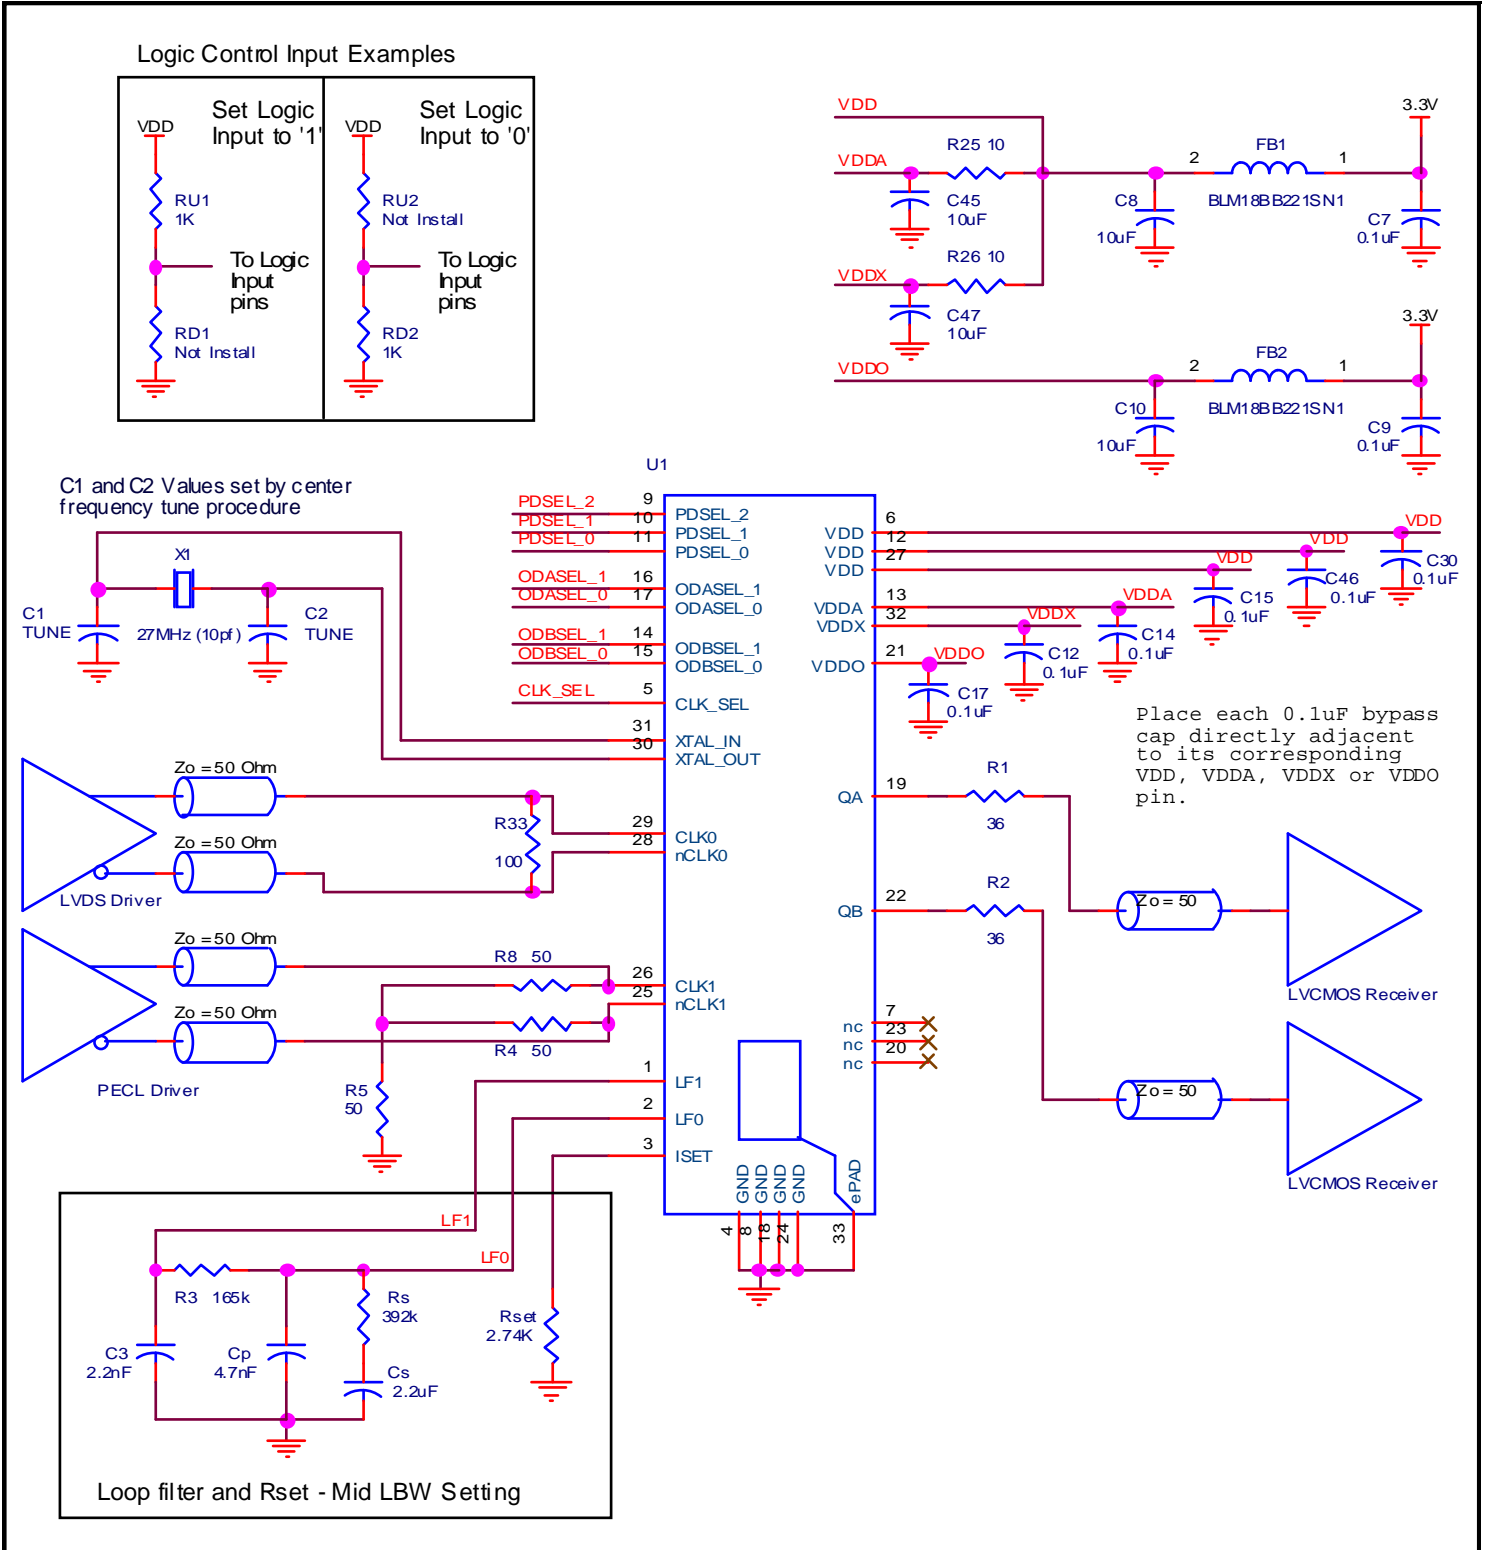 Logic Control Input Examples
Set Logic
Input to '1'
VDD
RU1
1K
To Logic
Input
pins
RD1
Not Install
Set Logic
Input to '0'
VDD
RU2
Not Install
To Logic
Input
pins
RD2
1K
VDD
VDDA
R25 10
C45
10uF
R26 10
VDDX
C47
10uF
C8
10uF
2
FB1
1
BLM18BB221SN1
3.3V
C7
0.1uF
VDDO
C10
10uF
2
FB2
1
BLM18BB221SN1
3.3V
C9
0.1uF
C1 and C2 Values set by center
frequency tune procedure
X1
C1
TUNE
27MHz (10pf)
C2
TUNE
U1
PDSEL_2
9
PDSEL_2
PDSEL_1
10
PDSEL_1
PDSEL_0
11
PDSEL_0
ODASEL_1
16
ODASEL_1
ODASEL_0
17
ODASEL_0
ODBSEL_1
14
ODBSEL_1
ODBSEL_0
15
ODBSEL_0
CLK_SEL
5
CLK_SEL
31
XTAL_IN
30
XTAL_OUT
29
CLK0
28
nCLK0
26
CLK1
25
nCLK1
1
LF1
2
LF0
3
ISET
VDD
6
VDD
C30
0.1uF
VDD
12
VDD
C46
0.1uF
VDD
27
VDD
C15
0.1uF
VDDA
13
VDDA
C14
0.1uF
VDDX
32
VDDX
C12
0.1uF
VDDO
21
VDDO
C17
0.1uF
Place each 0.1uF bypass
cap directly adjacent
to its corresponding
VDD, VDDA, VDDX or VDDO
pin.
QA
19
R1
36
Zo = 50
LVCMOS Receiver
QB
22
R2
36
Zo = 50
LVCMOS Receiver
nc
7
nc
23
nc
20
GND
GND
GND
GND
ePAD
4
8
18
24
33
Zo = 50 Ohm
Zo = 50 Ohm
LVDS Driver
R33
100
Zo = 50 Ohm
Zo = 50 Ohm
PECL Driver
R8 50
R4 50
R5
50
LF1
LF0
R3 165k
C3
2.2nF
Cp
4.7nF
Rs
392k
Cs
2.2uF
Rset
2.74K
Loop filter and Rset - Mid LBW Setting